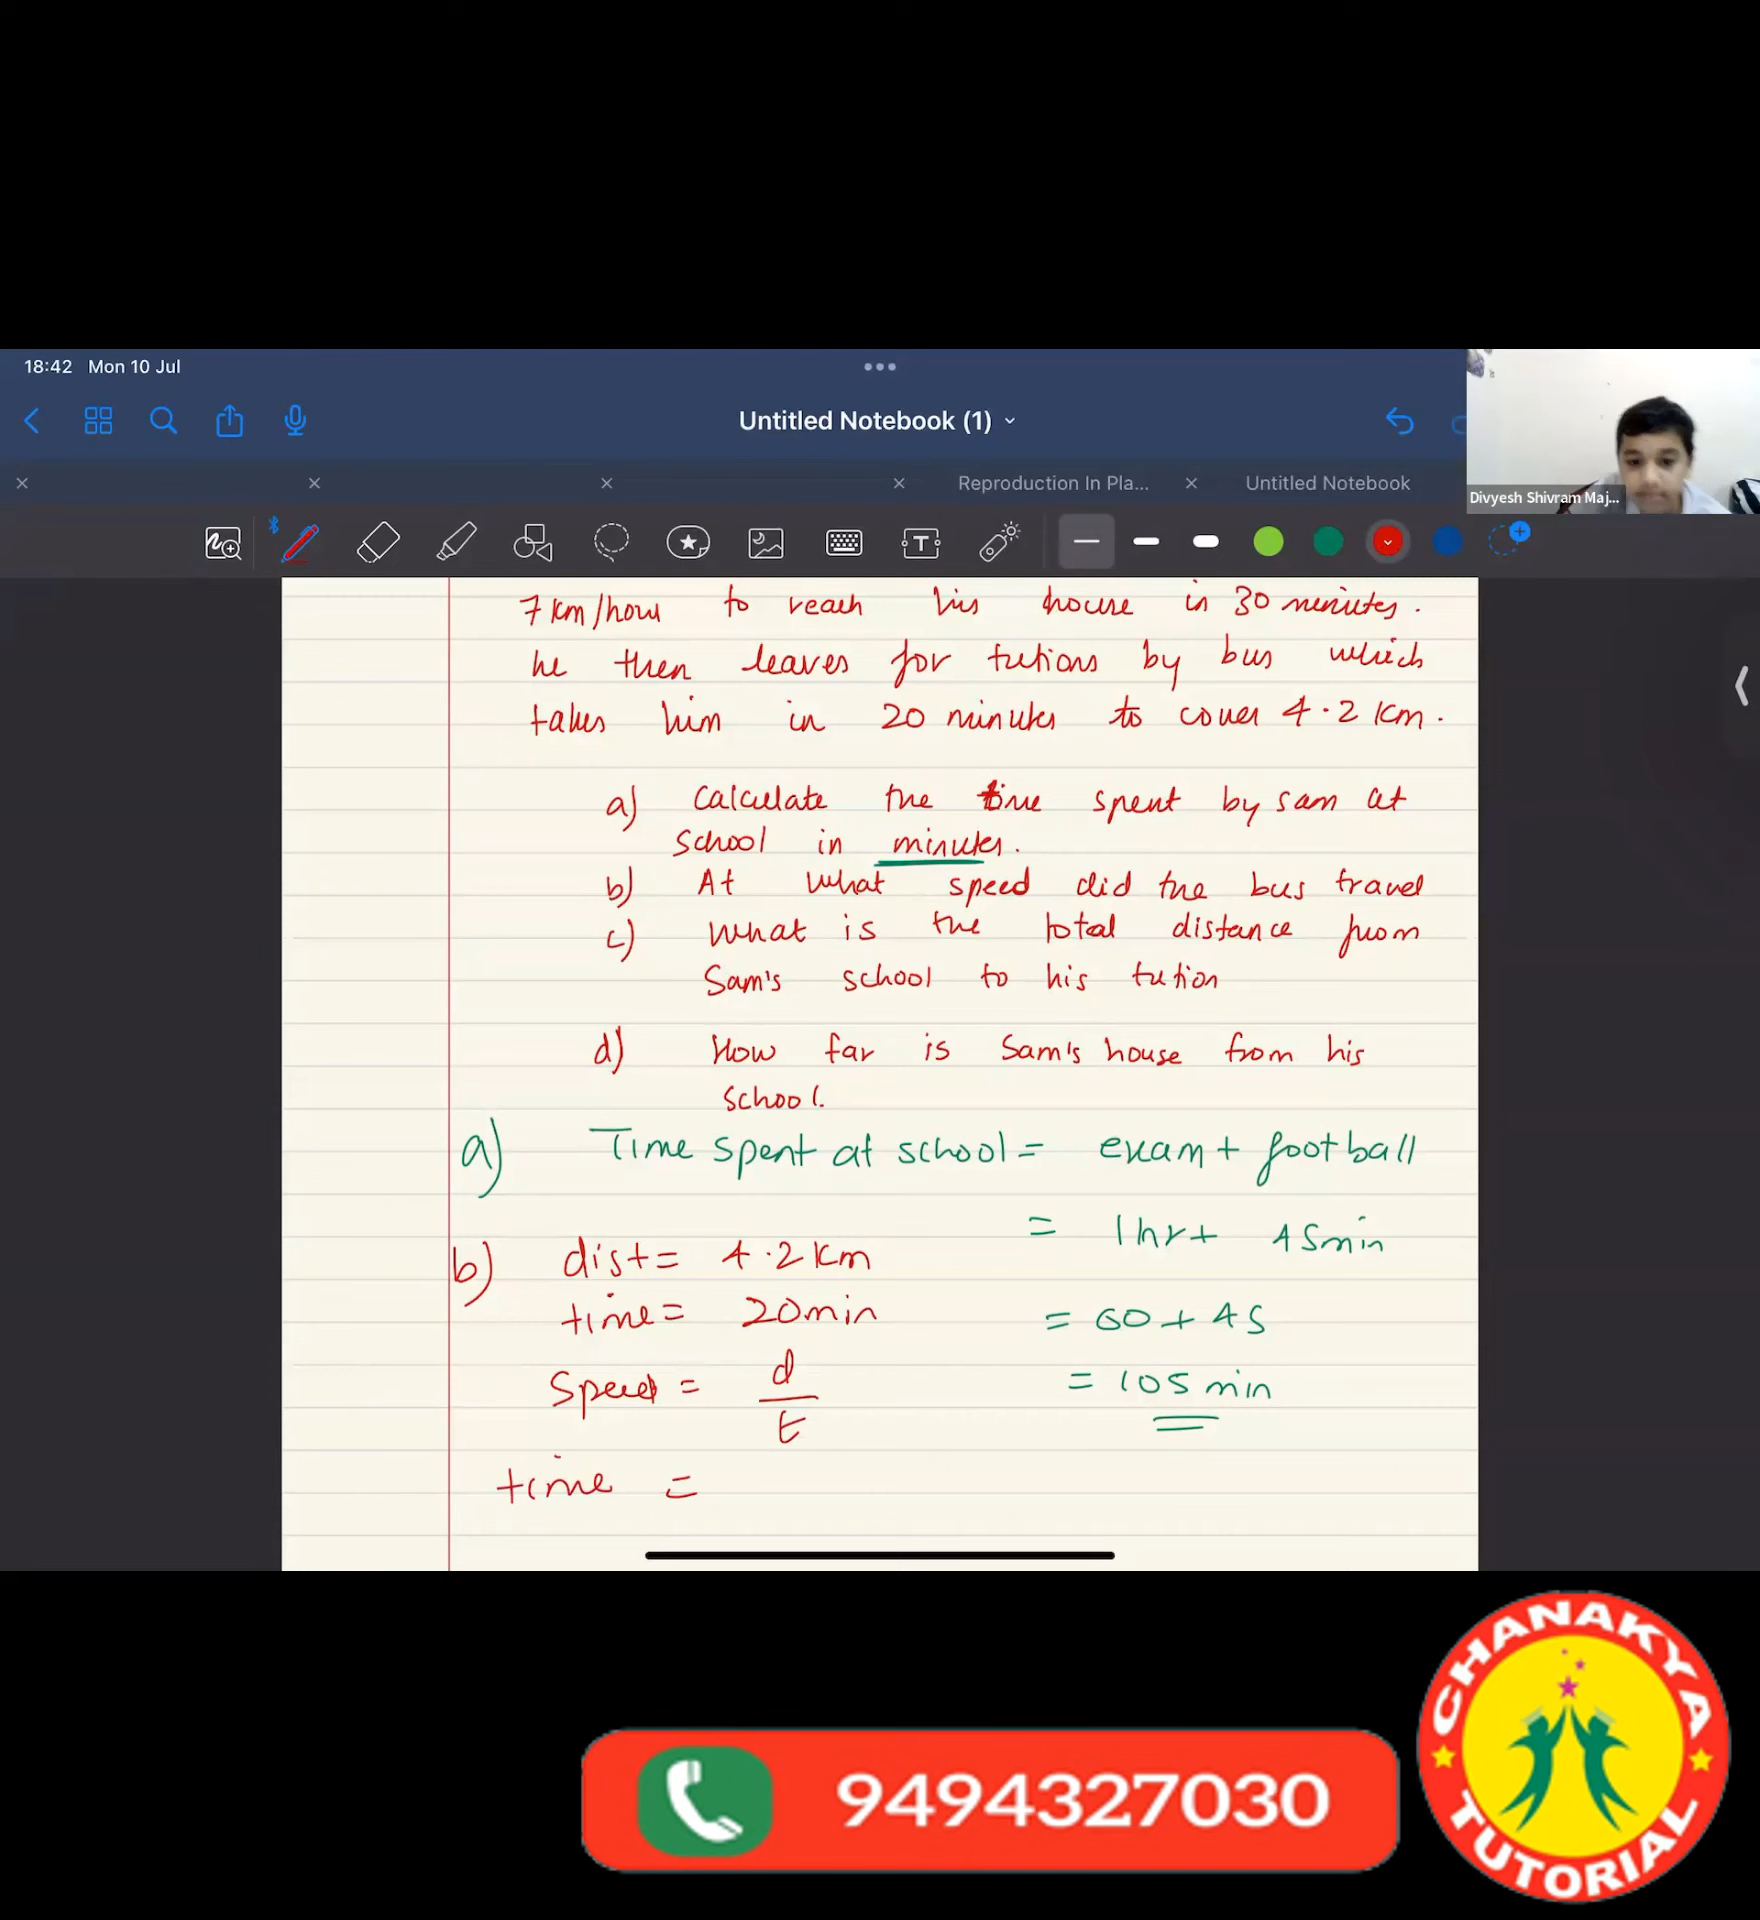 18:42 Mon 10 Jul
Untitled Notebook (1)
Reproduction In Pla...
Untitled Notebook
Divyesh Shivram Maj...
7 km/hour to reach his house in 30 minutes.
he then leaves for tutions by bus which
takes him in 20 minutes to cover 4.2 km.
a) Calculate the time spent by sam at
school in minutes.
b) At what speed did the bus travel
c) What is the total distance from
Sam's school to his tution
d) How far is Sam's house from his
school.
a) Time spent at school = exam + football
= 1hr + 45min
= 60 + 45
= 105 min
b) dist = 4.2 Km
time = 20min
Speed = d
t
time =
9494327030
CHANAKYA
TUTORIAL